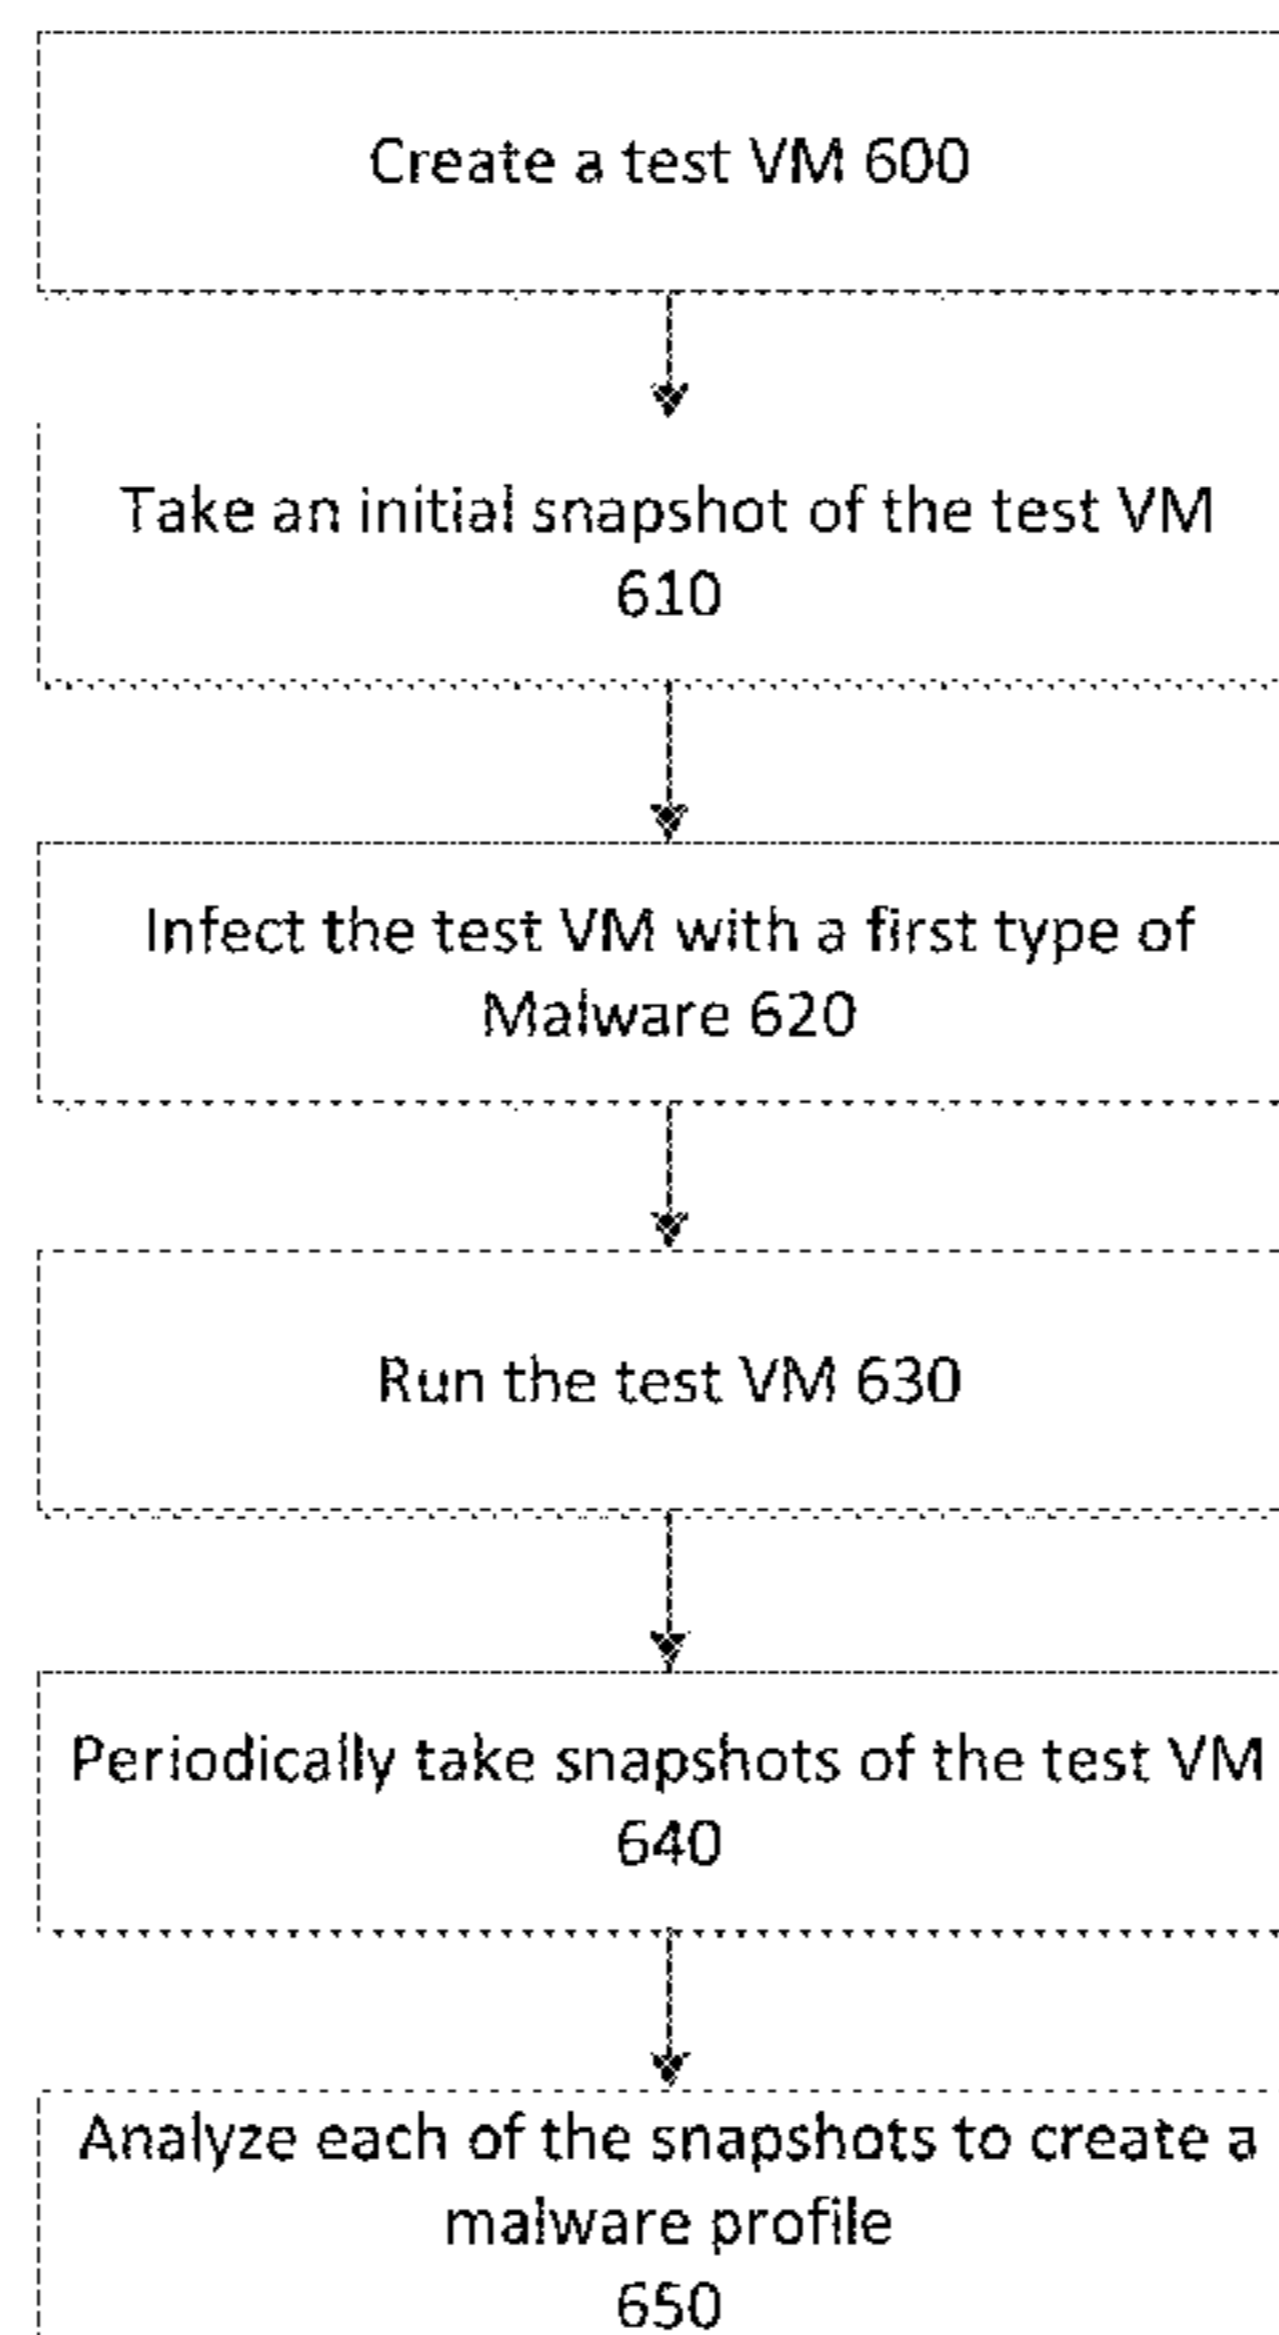 Create a test VM 600
Take an initial snapshot of the test VM
610
Infect the test VM with a first type of
Malware 620
Run the test VM 630
Periodically take snapshots of the test VM
640
Analyze each of the snapshots to create a
malware profile
650